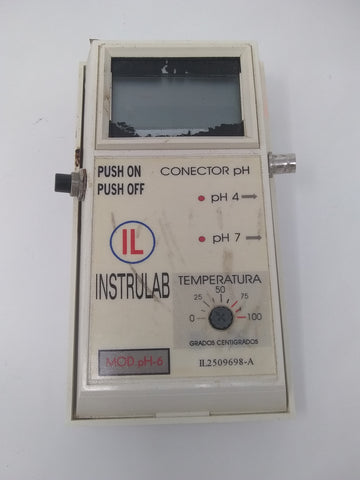 PUSH ON
PUSH OFF
CONECTOR pH
pH 4
pH 7
IL
INSTRULAB
TEMPERATURA
50
25
75
0
100
GRADOS CENTIGRADOS
MOD pH-6
IL2509698-A